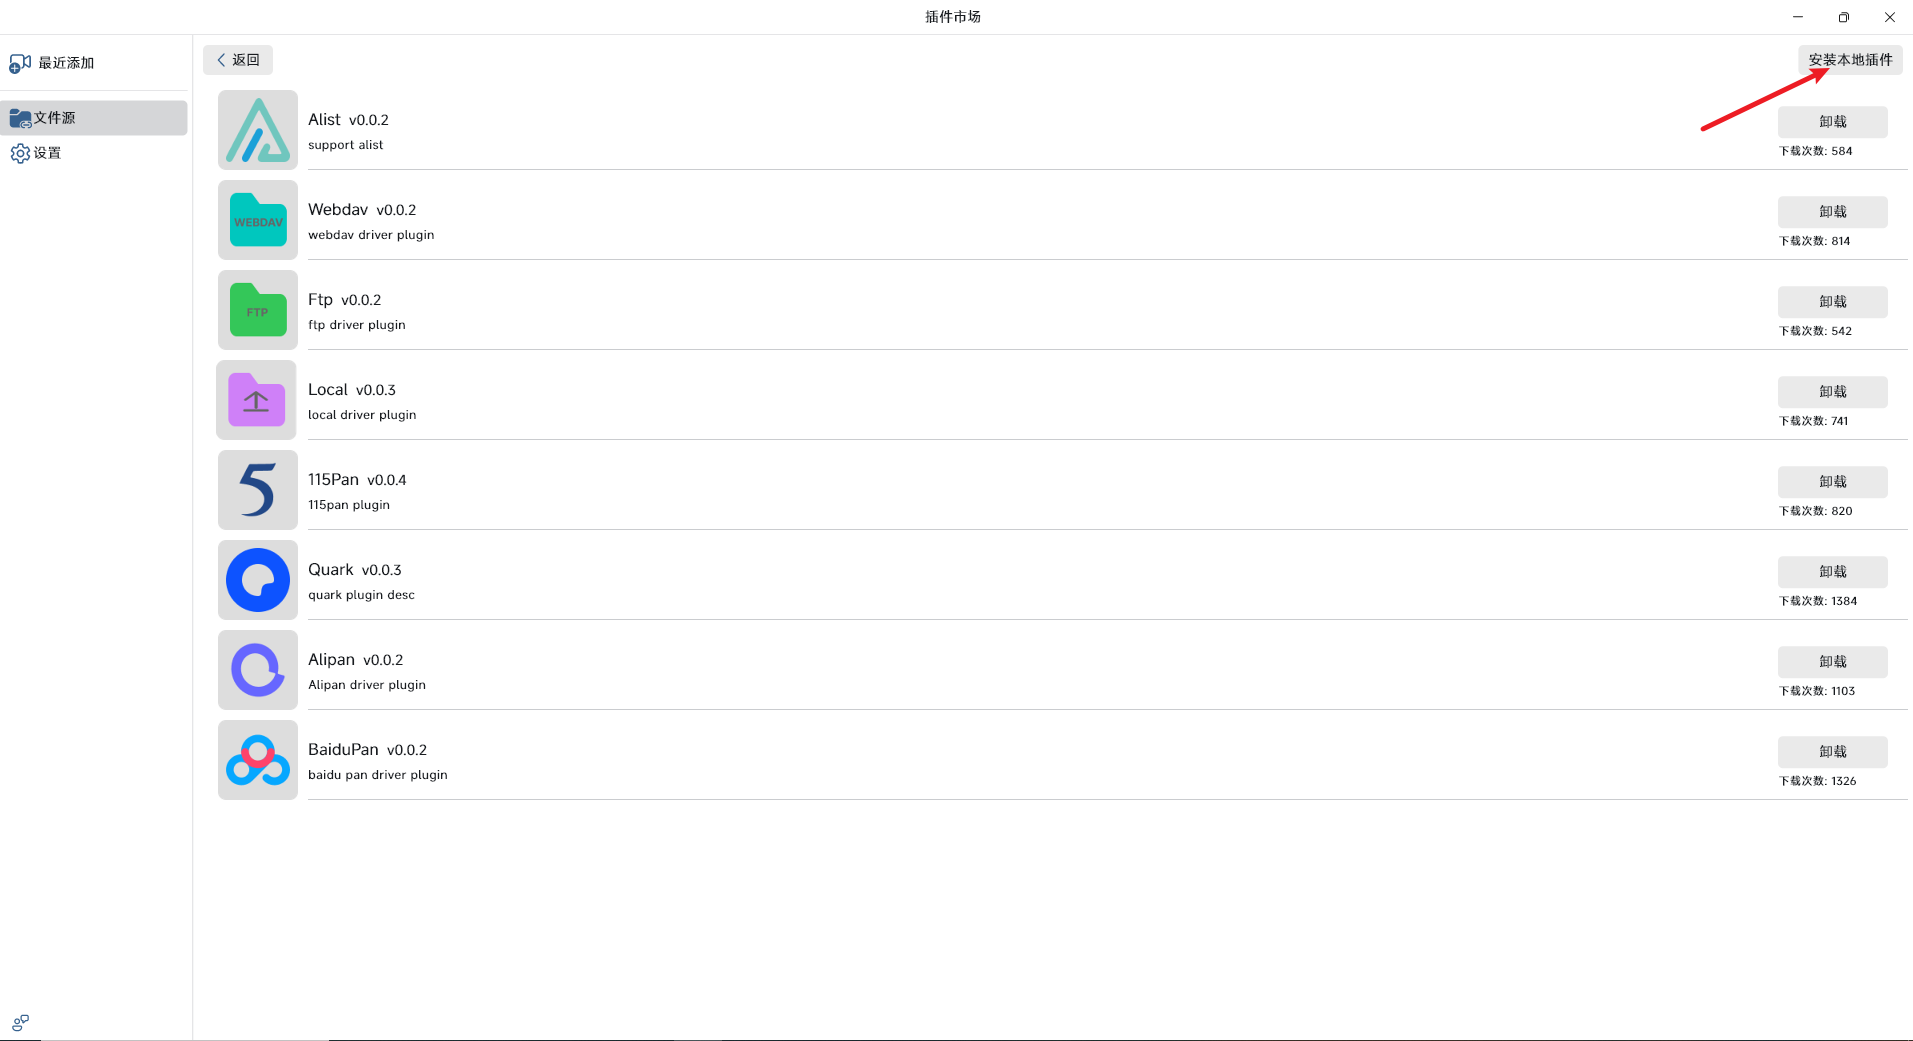 插件市场
最近添加
文件源
设置
返回
安装本地插件
Alist v0.0.2
support alist
卸载
下载次数: 584
WEBDAV
Webdav v0.0.2
webdav driver plugin
卸载
下载次数: 814
FTP
Ftp v0.0.2
ftp driver plugin
卸载
下载次数: 542
Local v0.0.3
local driver plugin
卸载
下载次数: 741
115Pan v0.0.4
115pan plugin
卸载
下载次数: 820
Quark v0.0.3
quark plugin desc
卸载
下载次数: 1384
Alipan v0.0.2
Alipan driver plugin
卸载
下载次数: 1103
BaiduPan v0.0.2
baidu pan driver plugin
卸载
下载次数: 1326